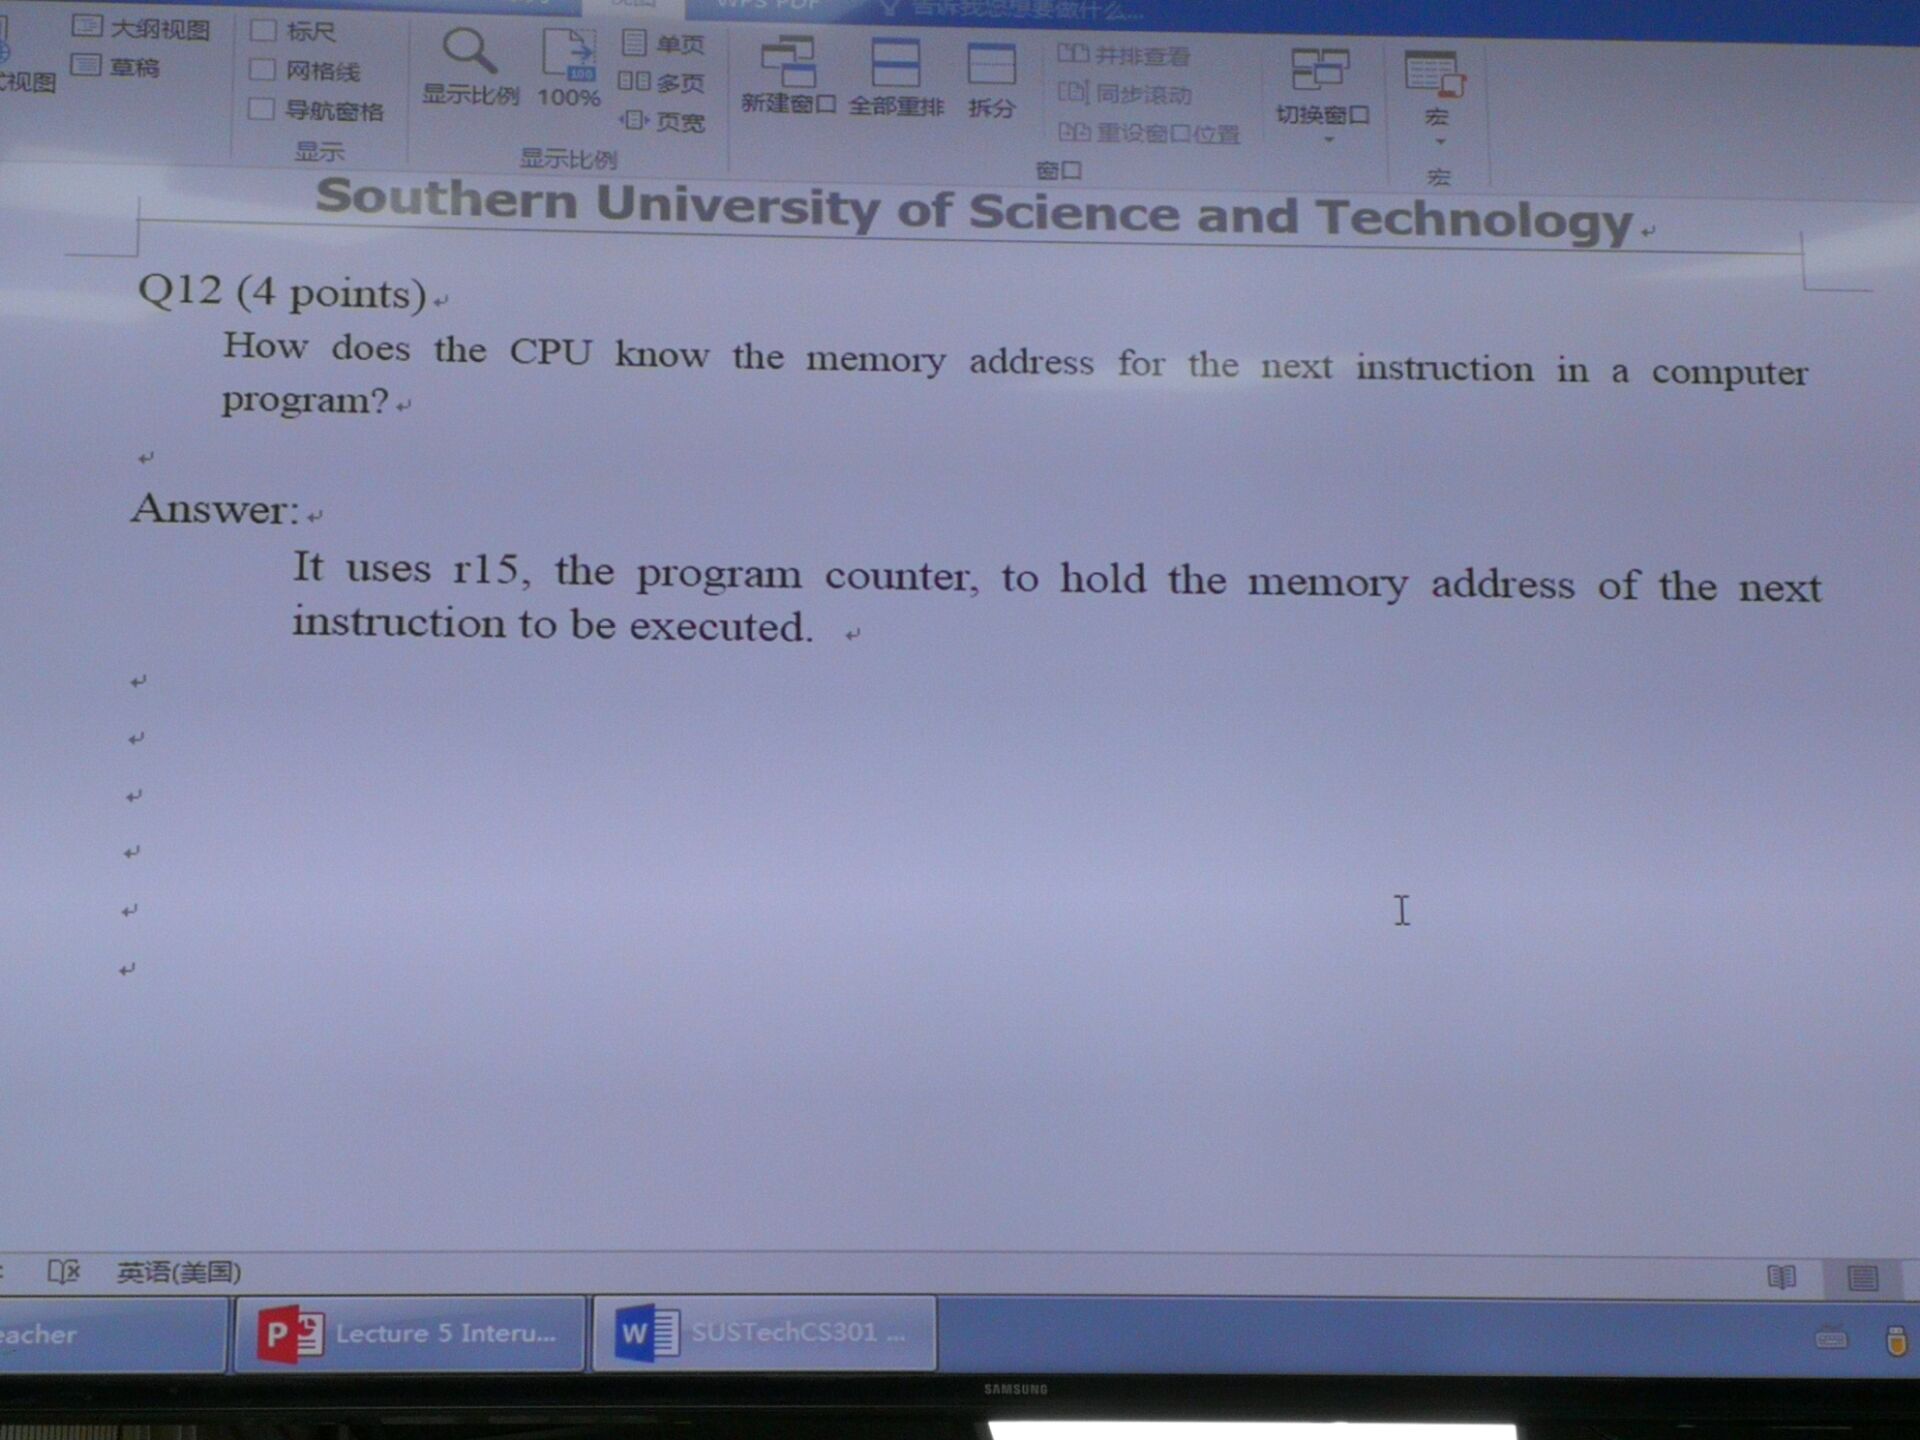 WPS PDF
告诉我您想要做什么...
大纲视图
草稿
视图
标尺
网格线
导航窗格
显示
显示比例
100
100%
单页
多页
页宽
显示比例
新建窗口
全部重排
拆分
并排查看
同步滚动
重设窗口位置
切换窗口
窗口
宏
宏
Southern University of Science and Technology
Q12 (4 points)
How does the CPU know the memory address for the next instruction in a computer
program?
Answer:
It uses r15, the program counter, to hold the memory address of the next
instruction to be executed.
英语(美国)
eacher
Lecture 5 Interu...
SUSTechCS301 ...
SAMSUNG